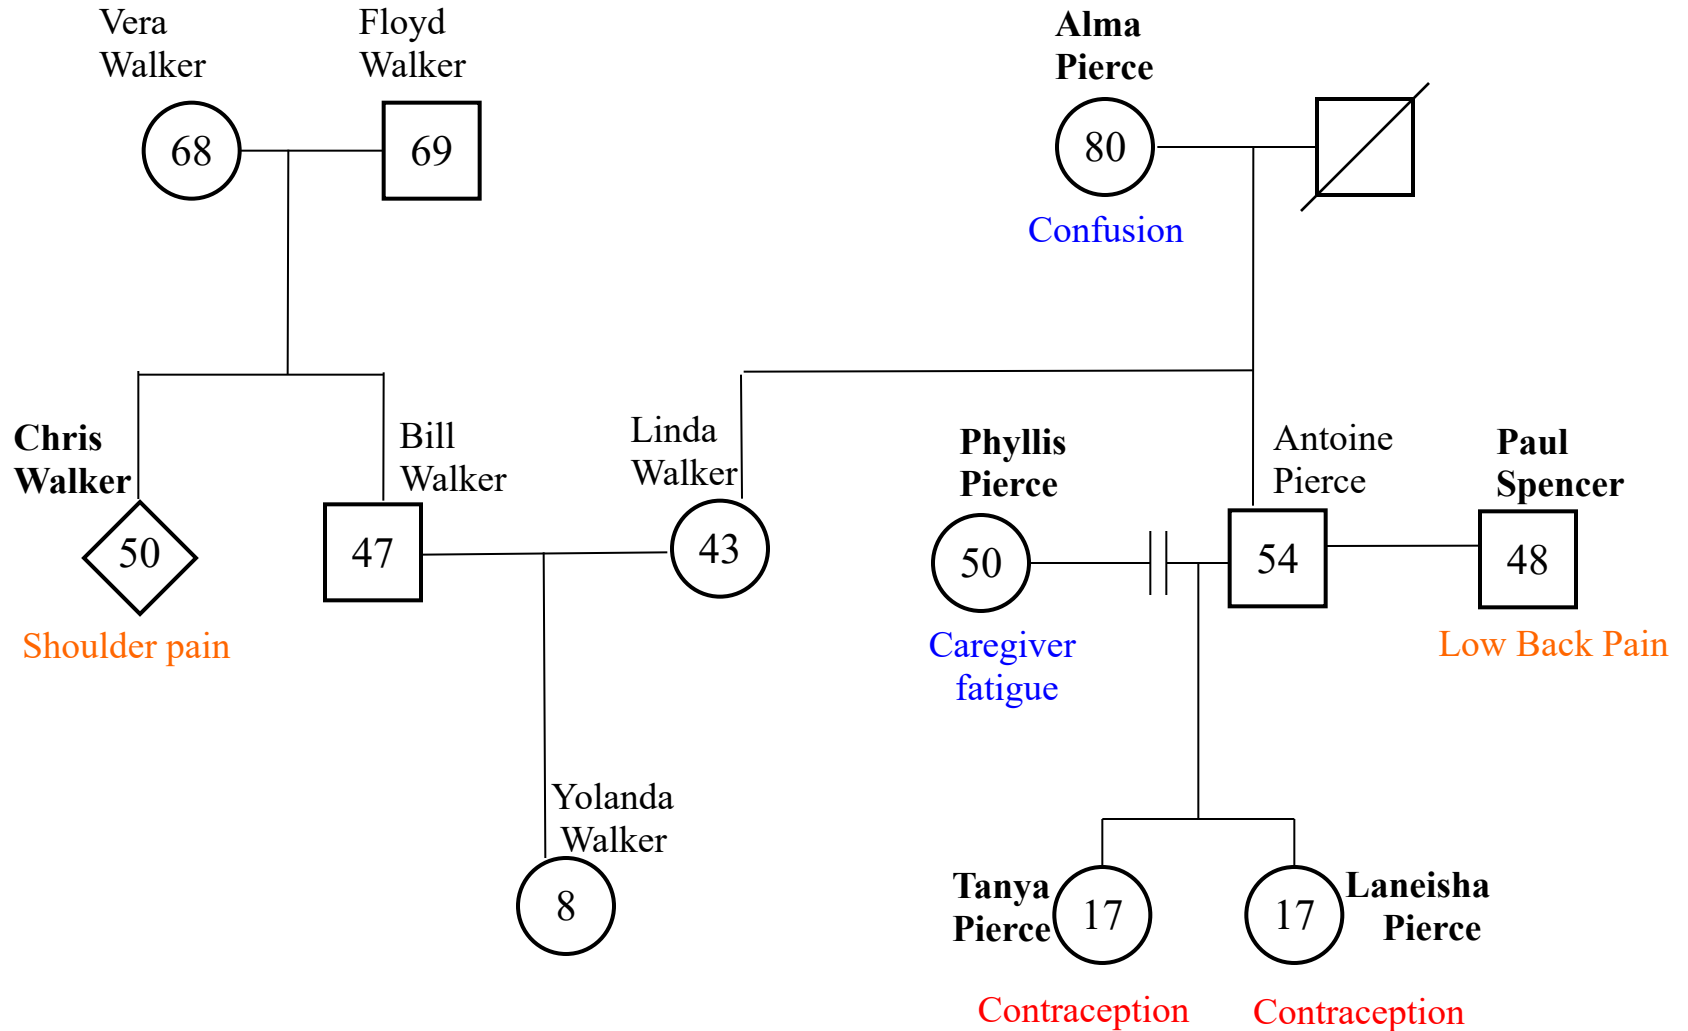 Vera
Walker
Floyd
Walker
Alma
Pierce
68
69
80
Confusion
Chris
Walker
Bill
Walker
Linda
Walker
Phyllis
Pierce
Antoine
Pierce
Paul
Spencer
50
47
43
50
54
48
Shoulder pain
Caregiver
fatigue
Low Back Pain
Yolanda
Walker
8
Tanya
Pierce
17
17
Laneisha
Pierce
Contraception
Contraception